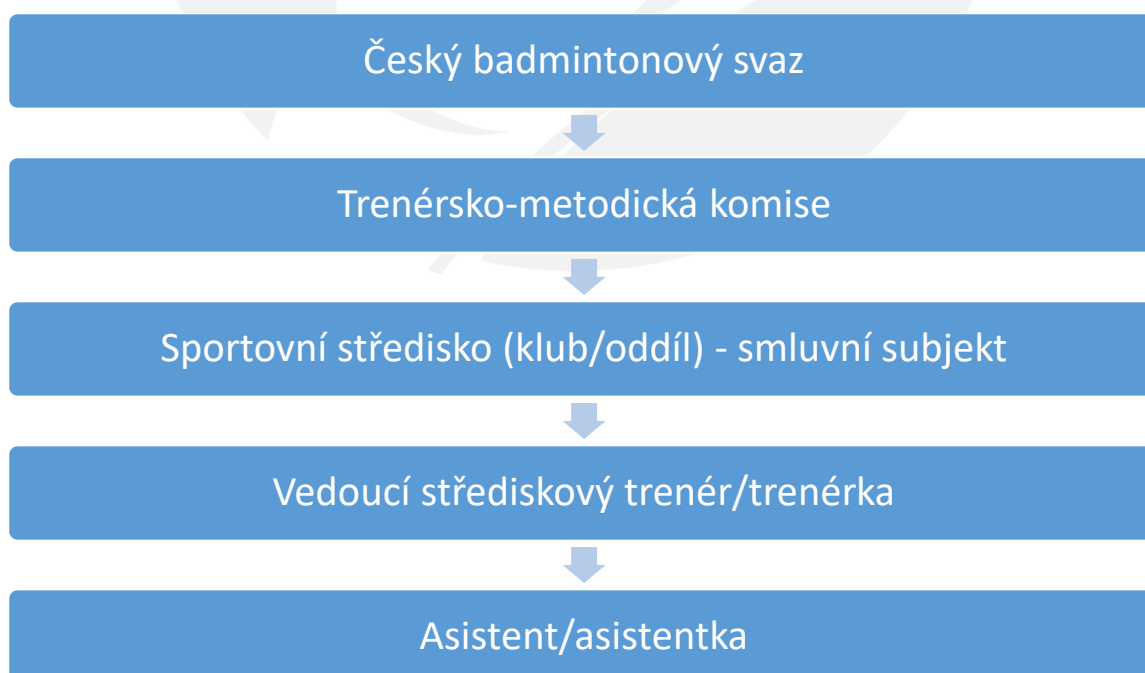 Český badmintonový svaz
Trenérsko-metodická komise
Sportovní středisko (klub/oddíl) - smluvní subjekt
Vedoucí střediskový trenér/trenérka
Asistent/asistentka